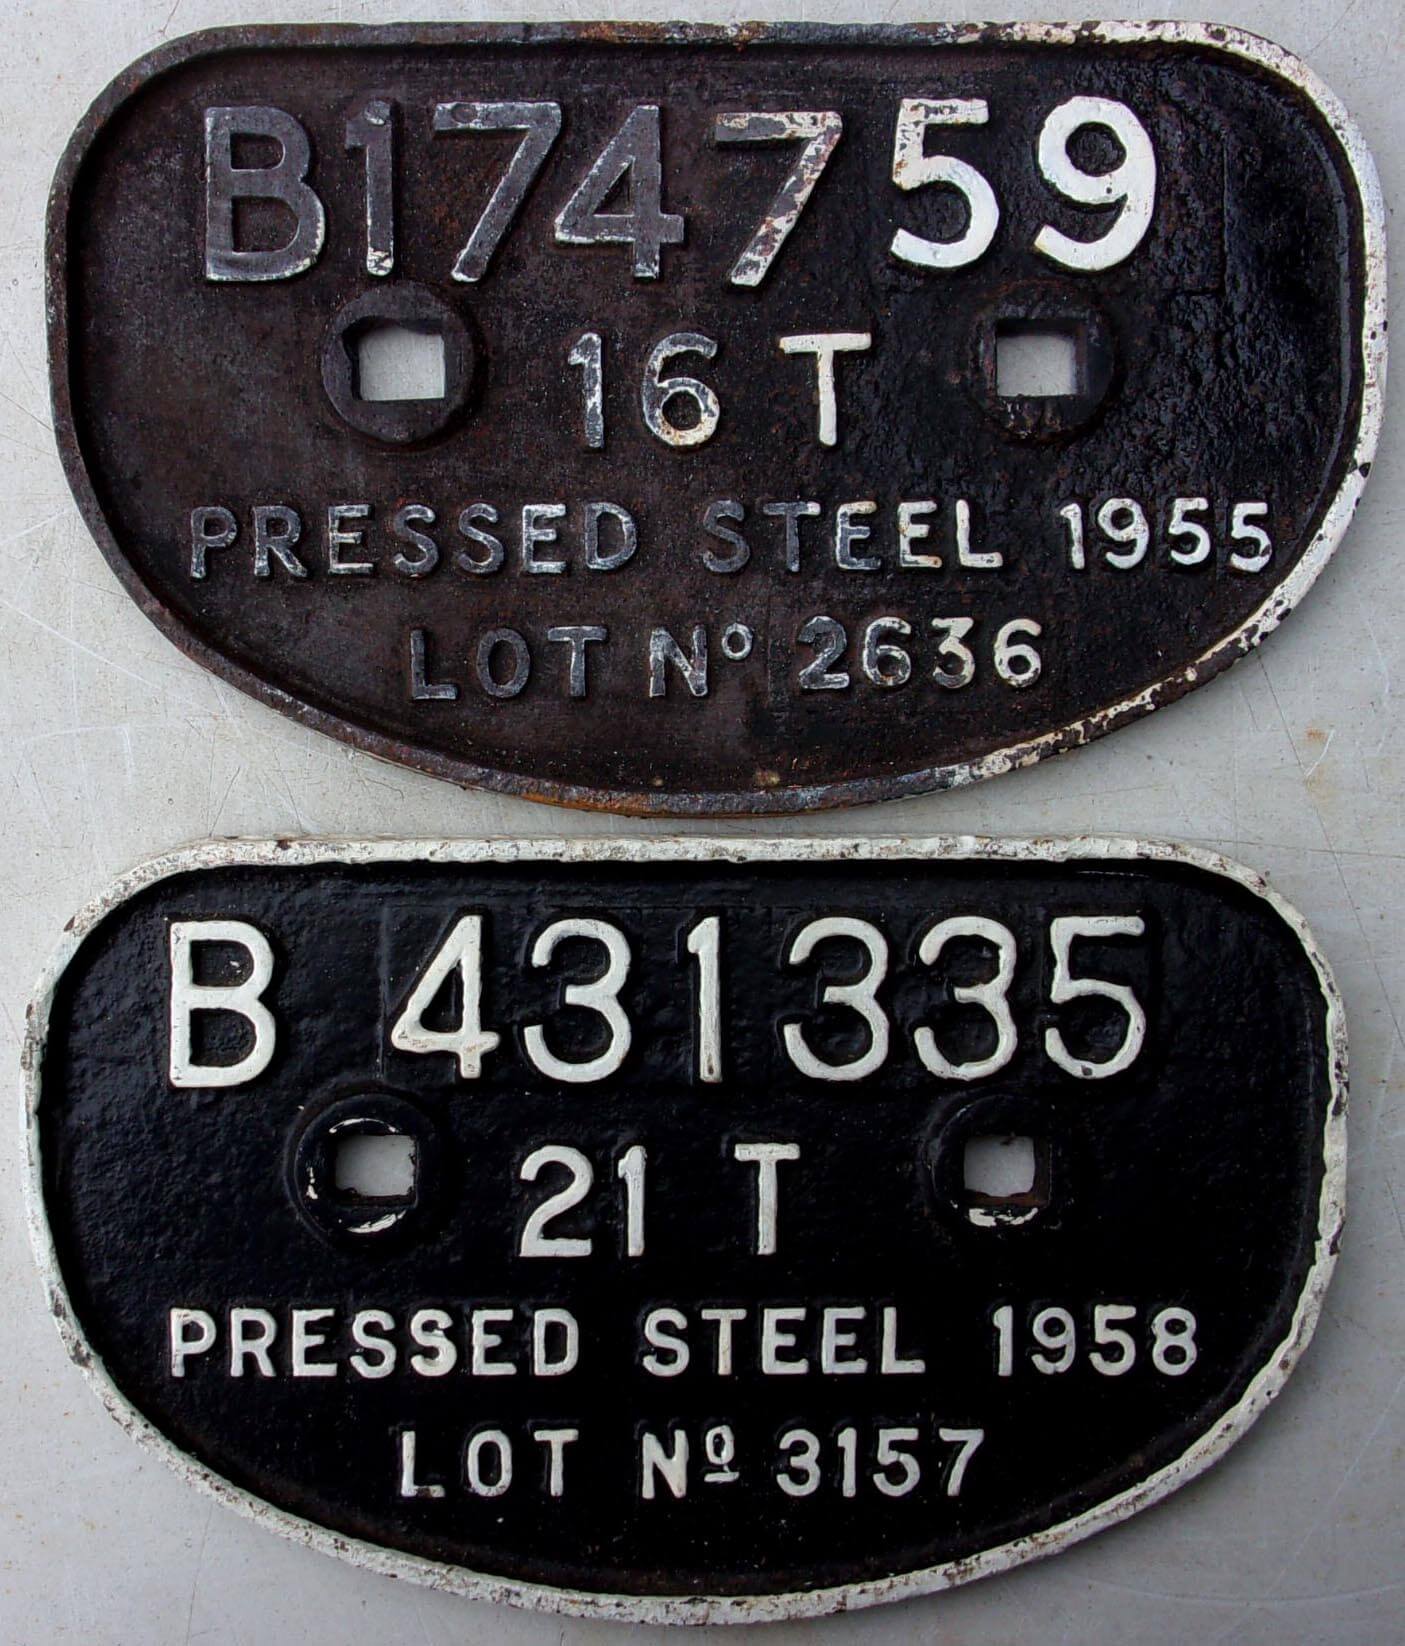 B174759
16 T
PRESSED STEEL 1955
LOT Nº 2636
B 431335
21 T
PRESSED STEEL 1958
LOT Nº 3157